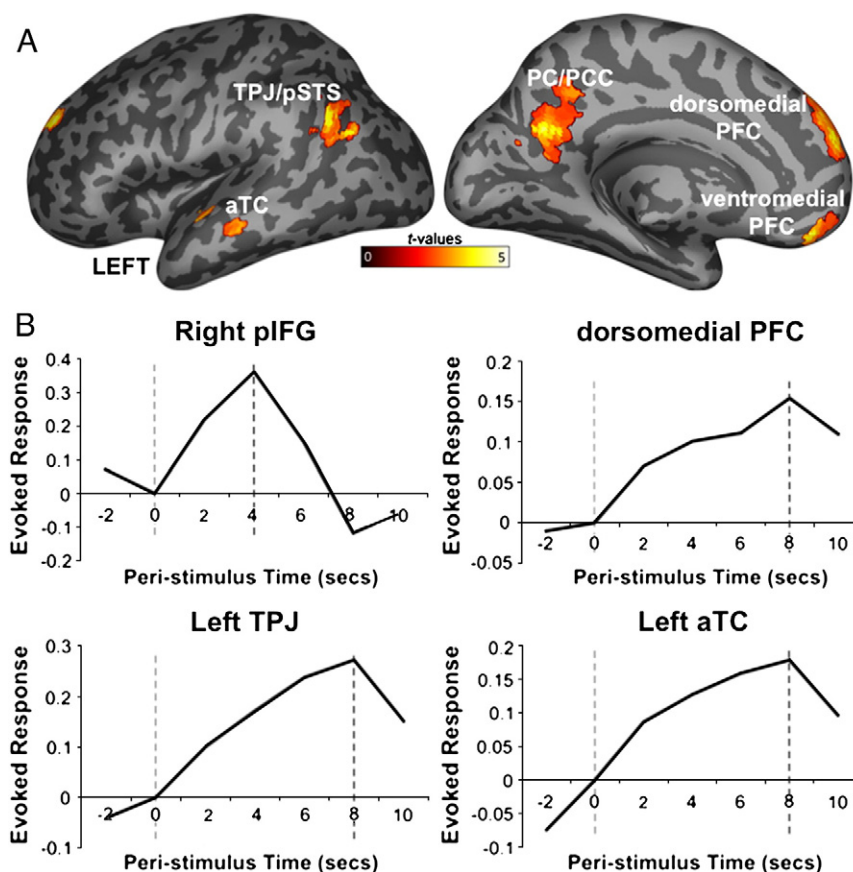 A
TPJ/pSTS
aTC
LEFT
PC/PCC
dorsomedial
PFC
ventromedial
PFC
t-values
0 5
B
Right pIFG
Evoked Response
0.4
0.3
0.2
0.1
0
-0.1
-0.2
-2 0 2 4 6 8 10
Peri-stimulus Time (secs)
dorsomedial PFC
Evoked Response
0.2
0.15
0.1
0.05
0
-0.05
-2 0 2 4 6 8 10
Peri-stimulus Time (secs)
Left TPJ
Evoked Response
0.3
0.2
0.1
0
-0.1
-2 0 2 4 6 8 10
Peri-stimulus Time (secs)
Left aTC
Evoked Response
0.2
0.15
0.1
0.05
0
-0.05
-0.1
-2 0 2 4 6 8 10
Peri-stimulus Time (secs)